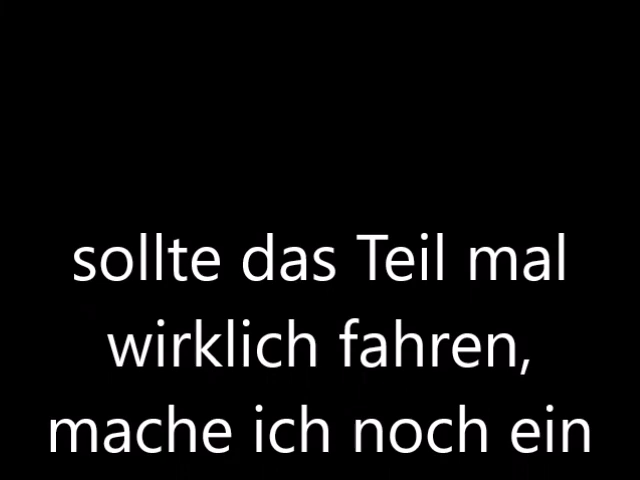 sollte das Teil mal
wirklich fahren,
mache ich noch ein